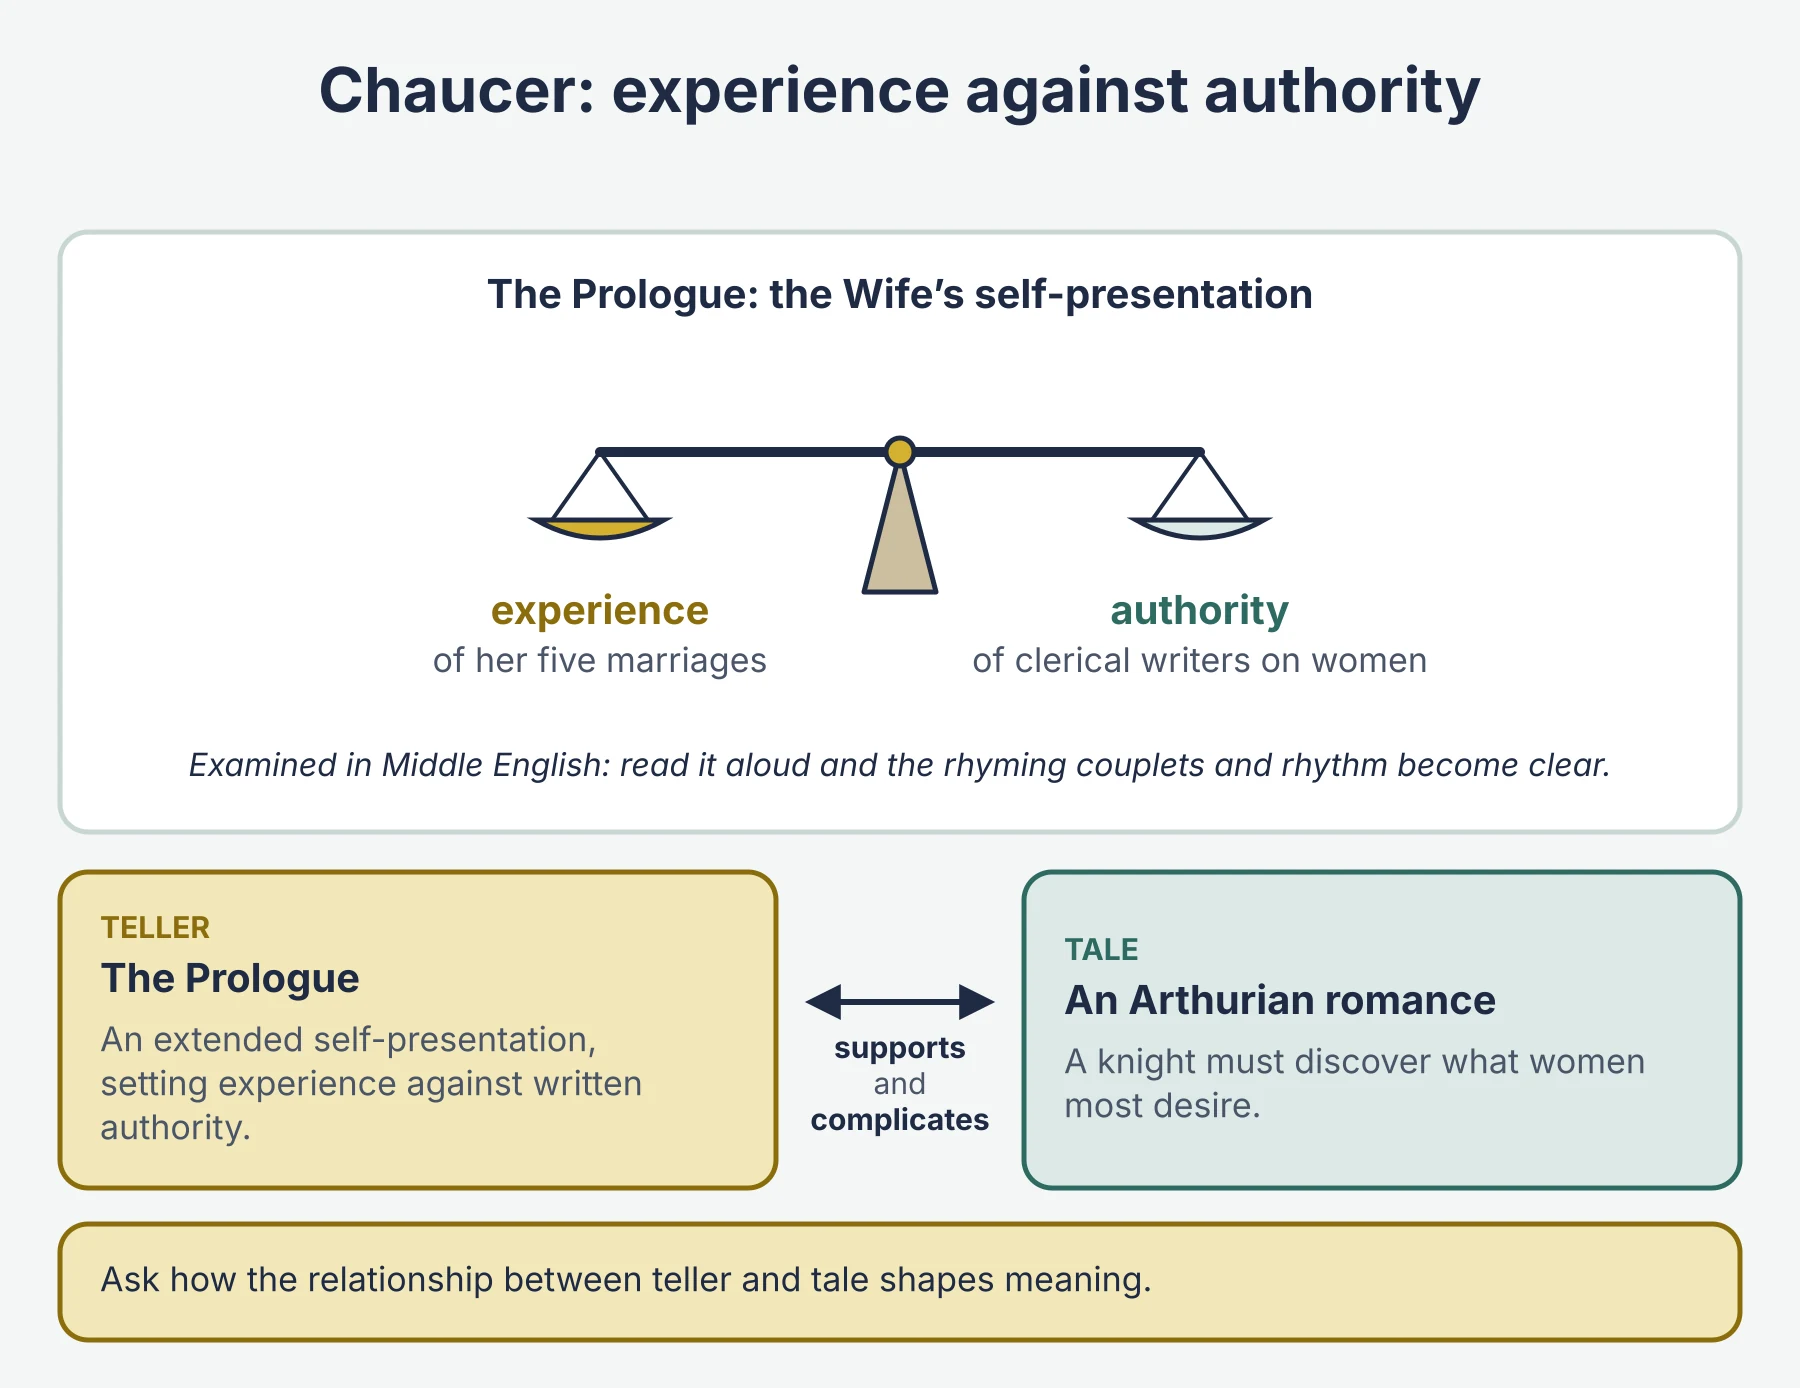 Chaucer: experience against authority
The Prologue: the Wife’s self-presentation
experience
of her five marriages
authority
of clerical writers on women
Examined in Middle English: read it aloud and the rhyming couplets and rhythm become clear.
TELLER
The Prologue
An extended self-presentation,
setting experience against written
authority.
supports
and
complicates
TALE
An Arthurian romance
A knight must discover what women
most desire.
Ask how the relationship between teller and tale shapes meaning.